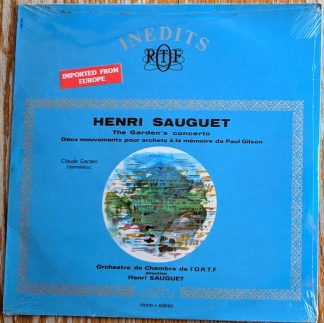 INEDITS
ORTF
IMPORTED FROM
EUROPE
HENRI SAUGUET
The Garden's concerto
Deux mouvements pour archets à la mémoire de Paul Gilson
Claude Garden
(harmonica)
Orchestre de Chambre de l'O.R.T.F
direction
Henri SAUGUET
mono + stéréo